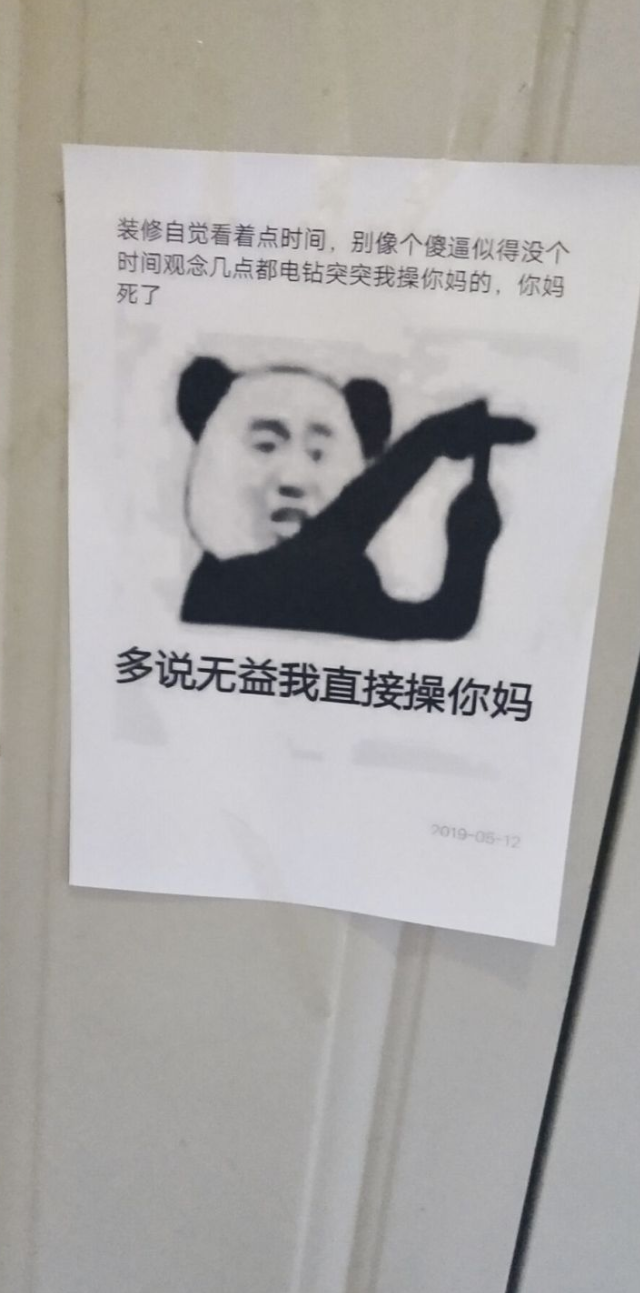 装修自觉看着点时间，别像个傻逼似得没个
时间观念几点都电钻突突我操你妈的，你妈
死了
多说无益我直接操你妈
2019-05-12